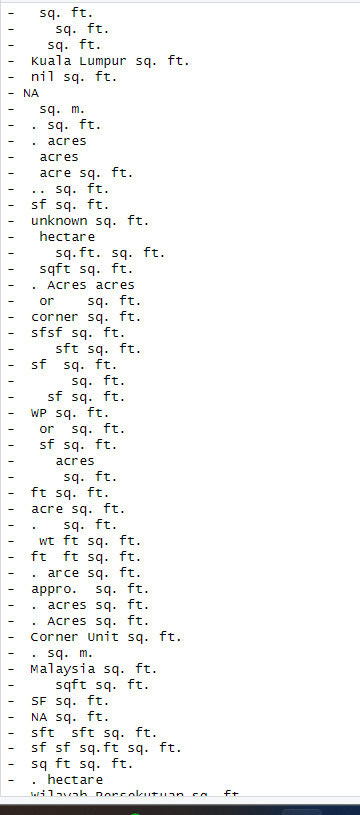 -   sq. ft.
-     sq. ft.
-    sq. ft.
-  Kuala Lumpur sq. ft.
-  nil sq. ft.
- NA
-   sq. m.
-  . sq. ft.
-  . acres
-   acres
-   acre sq. ft.
-  .. sq. ft.
-  sf sq. ft.
-  unknown sq. ft.
-   hectare
-     sq.ft. sq. ft.
-   sqft sq. ft.
-  . Acres acres
-   or    sq. ft.
-  corner sq. ft.
-  sfsf sq. ft.
-     sft sq. ft.
-  sf  sq. ft.
-       sq. ft.
-    sf sq. ft.
-  WP sq. ft.
-   or  sq. ft.
-   sf sq. ft.
-     acres
-      sq. ft.
-  ft sq. ft.
-  acre sq. ft.
-  .   sq. ft.
-   wt ft sq. ft.
-  ft  ft sq. ft.
-  . arce sq. ft.
-  appro.  sq. ft.
-  . acres sq. ft.
-  . Acres sq. ft.
-  Corner Unit sq. ft.
-  . sq. m.
-  Malaysia sq. ft.
-     sqft sq. ft.
-  SF sq. ft.
-  NA sq. ft.
-  sft  sft sq. ft.
-  sf sf sq.ft sq. ft.
-  sq ft sq. ft.
-  . hectare
Wilayah Persekutuan sq. ft.